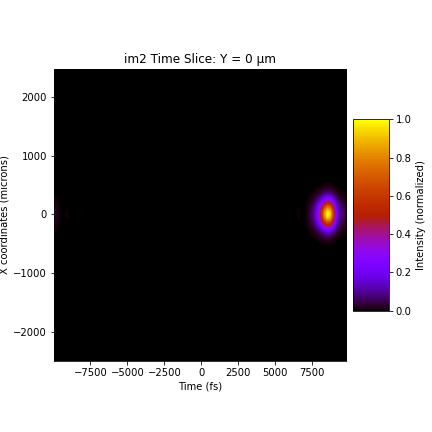 im2 Time Slice: Y = 0 μm
2000
1000
0
−1000
−2000
X coordinates (microns)
−7500 −5000 −2500 0 2500 5000 7500
Time (fs)
1.0
0.8
0.6
0.4
0.2
0.0
Intensity (normalized)